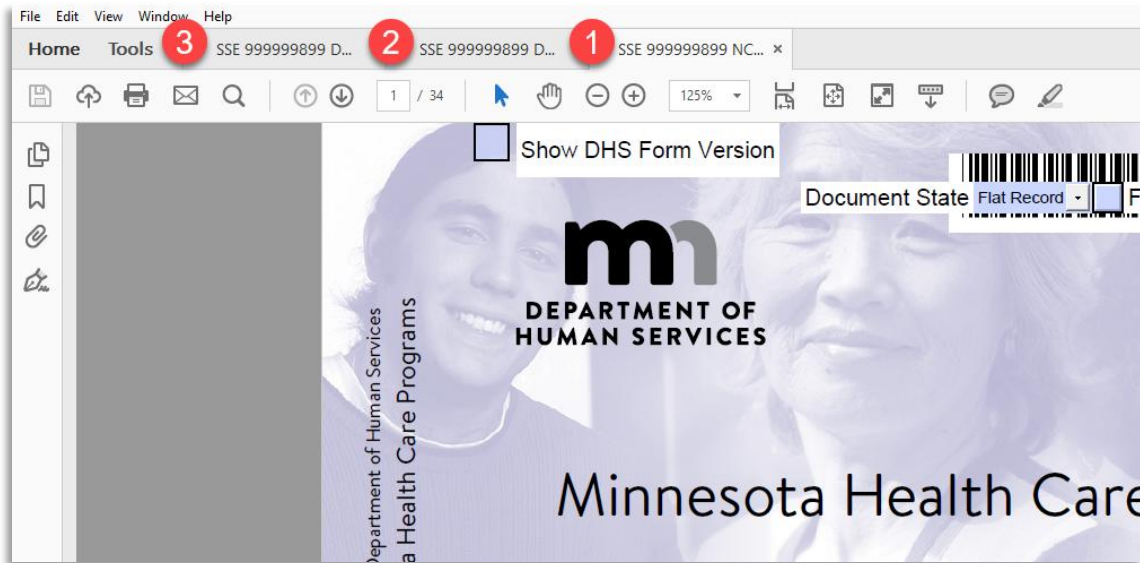 File Edit View Window Help
Home Tools 3 SSE 999999899 D... 2 SSE 999999899 D... 1 SSE 999999899 NC... ×
1 / 34 125%
Show DHS Form Version
Document State Flat Record F
mn
DEPARTMENT OF
HUMAN SERVICES
Department of Human Services
a Health Care Programs
Minnesota Health Care